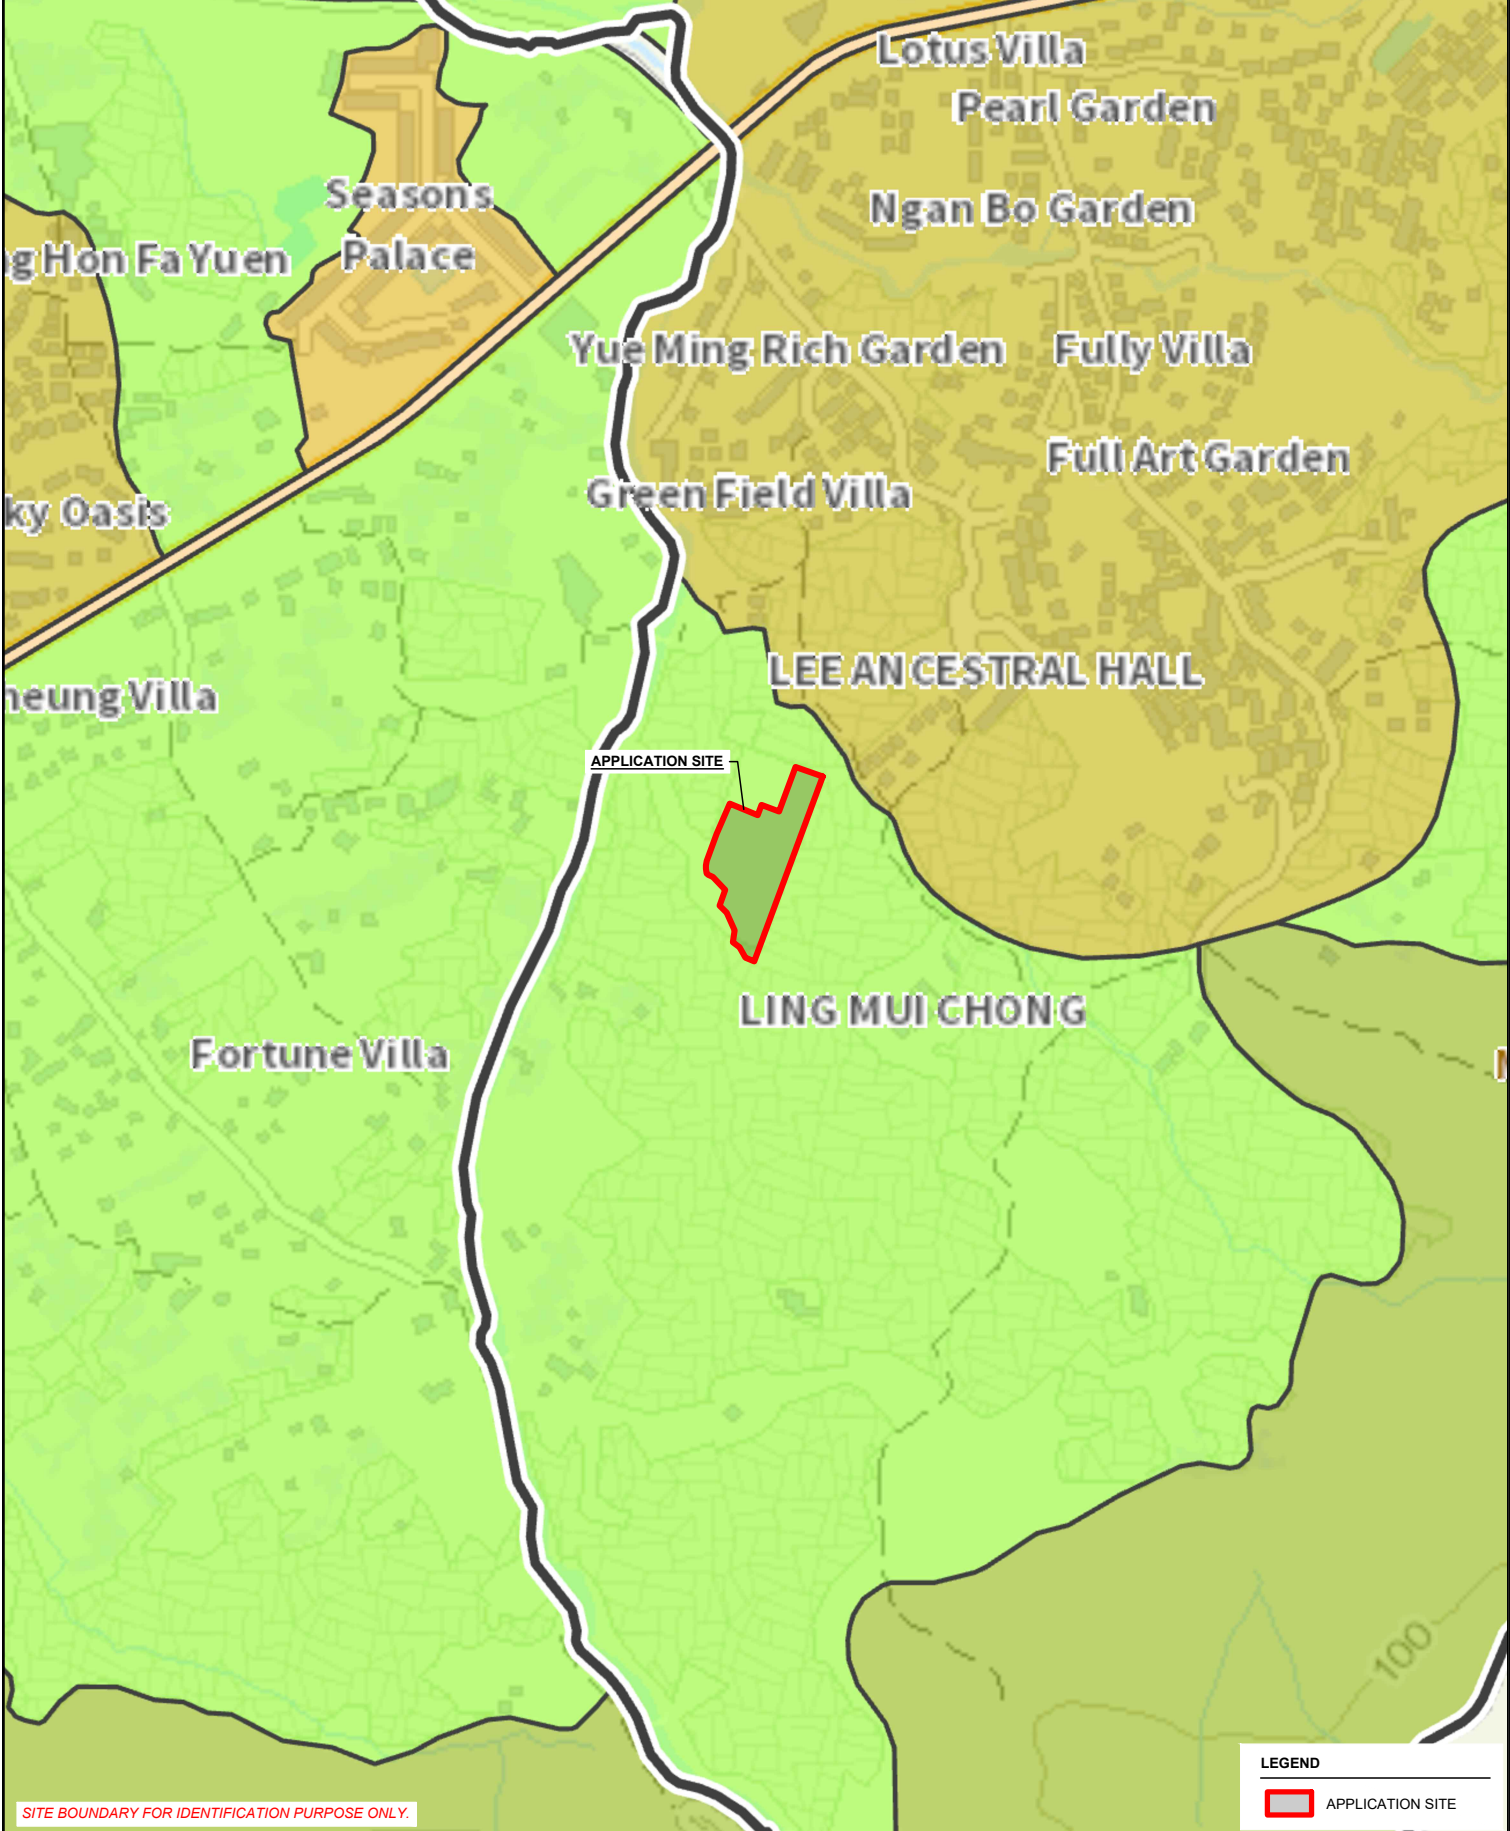 Lotus Villa
Pearl Garden
Seasons
Palace
Ngan Bo Garden
g Hon Fa Yuen
Yue Ming Rich Garden
Fully Villa
Full Art Garden
Green Field Villa
ky Oasis
LEE ANCESTRAL HALL
heung Villa
APPLICATION SITE
LING MUI CHONG
Fortune Villa
100
LEGEND
APPLICATION SITE
SITE BOUNDARY FOR IDENTIFICATION PURPOSE ONLY.